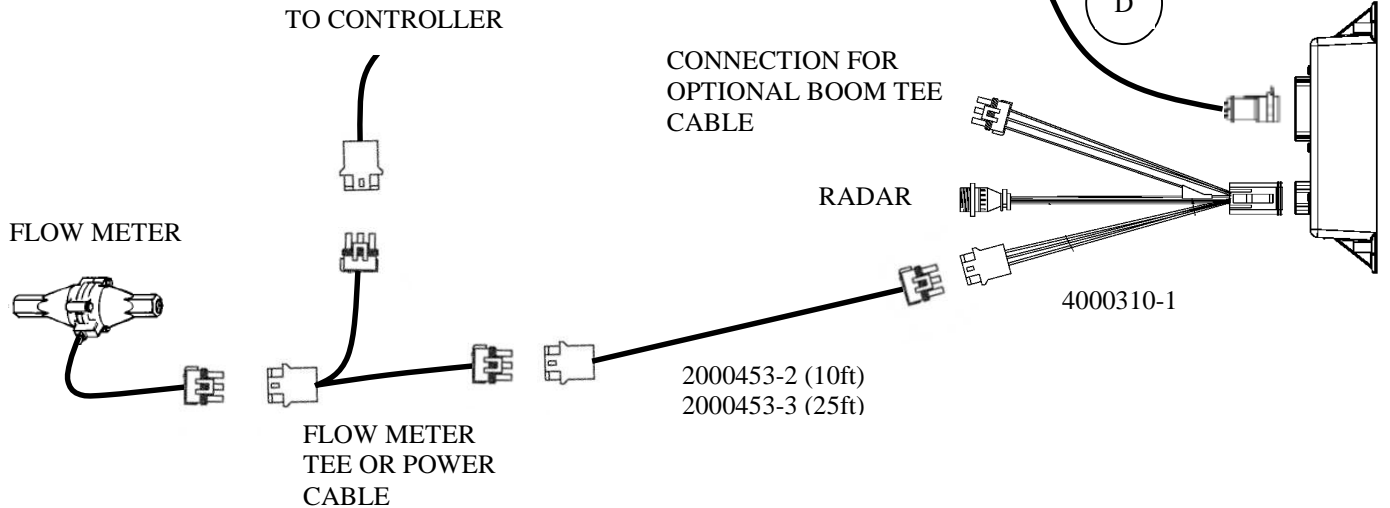 TO CONTROLLER
D
CONNECTION FOR
OPTIONAL BOOM TEE
CABLE
RADAR
FLOW METER
4000310-1
2000453-2 (10ft)
2000453-3 (25ft)
FLOW METER
TEE OR POWER
CABLE